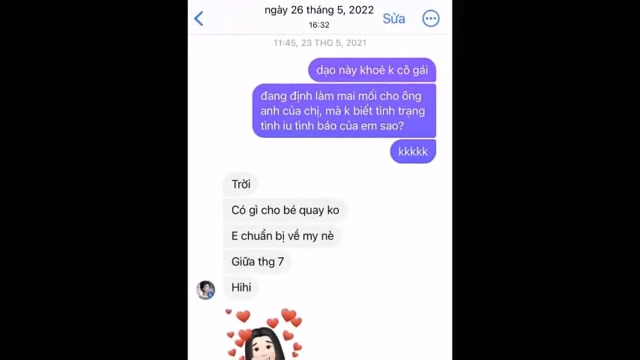 ngày 26 tháng 5, 2022
16:32
Sửa
11:45, 23 THG 5, 2021
dạo này khoẻ k cô gái
đang định làm mai mối cho ông
anh của chị, mà k biết tình trạng
tình iu tình báo của em sao?
kkkkk
Trời
Có gì cho bé quay ko
E chuẩn bị về my nè
Giữa thg 7
Hihi